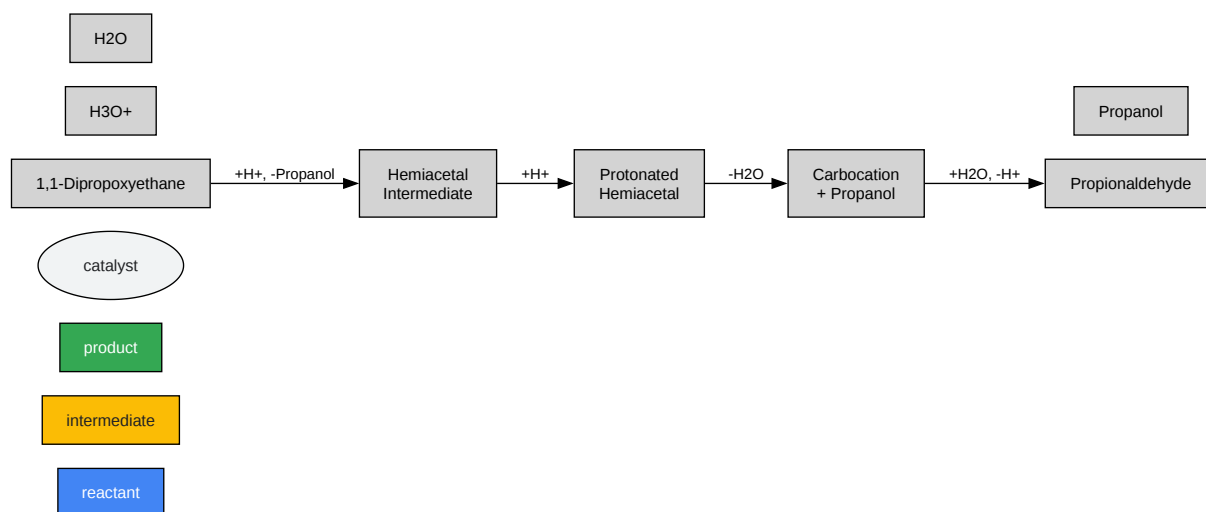 H2O
H3O+
Propanol
1,1-Dipropoxyethane
+H+, -Propanol
Hemiacetal
Intermediate
+H+
Protonated
Hemiacetal
-H2O
Carbocation
+ Propanol
+H2O, -H+
Propionaldehyde
catalyst
product
intermediate
reactant